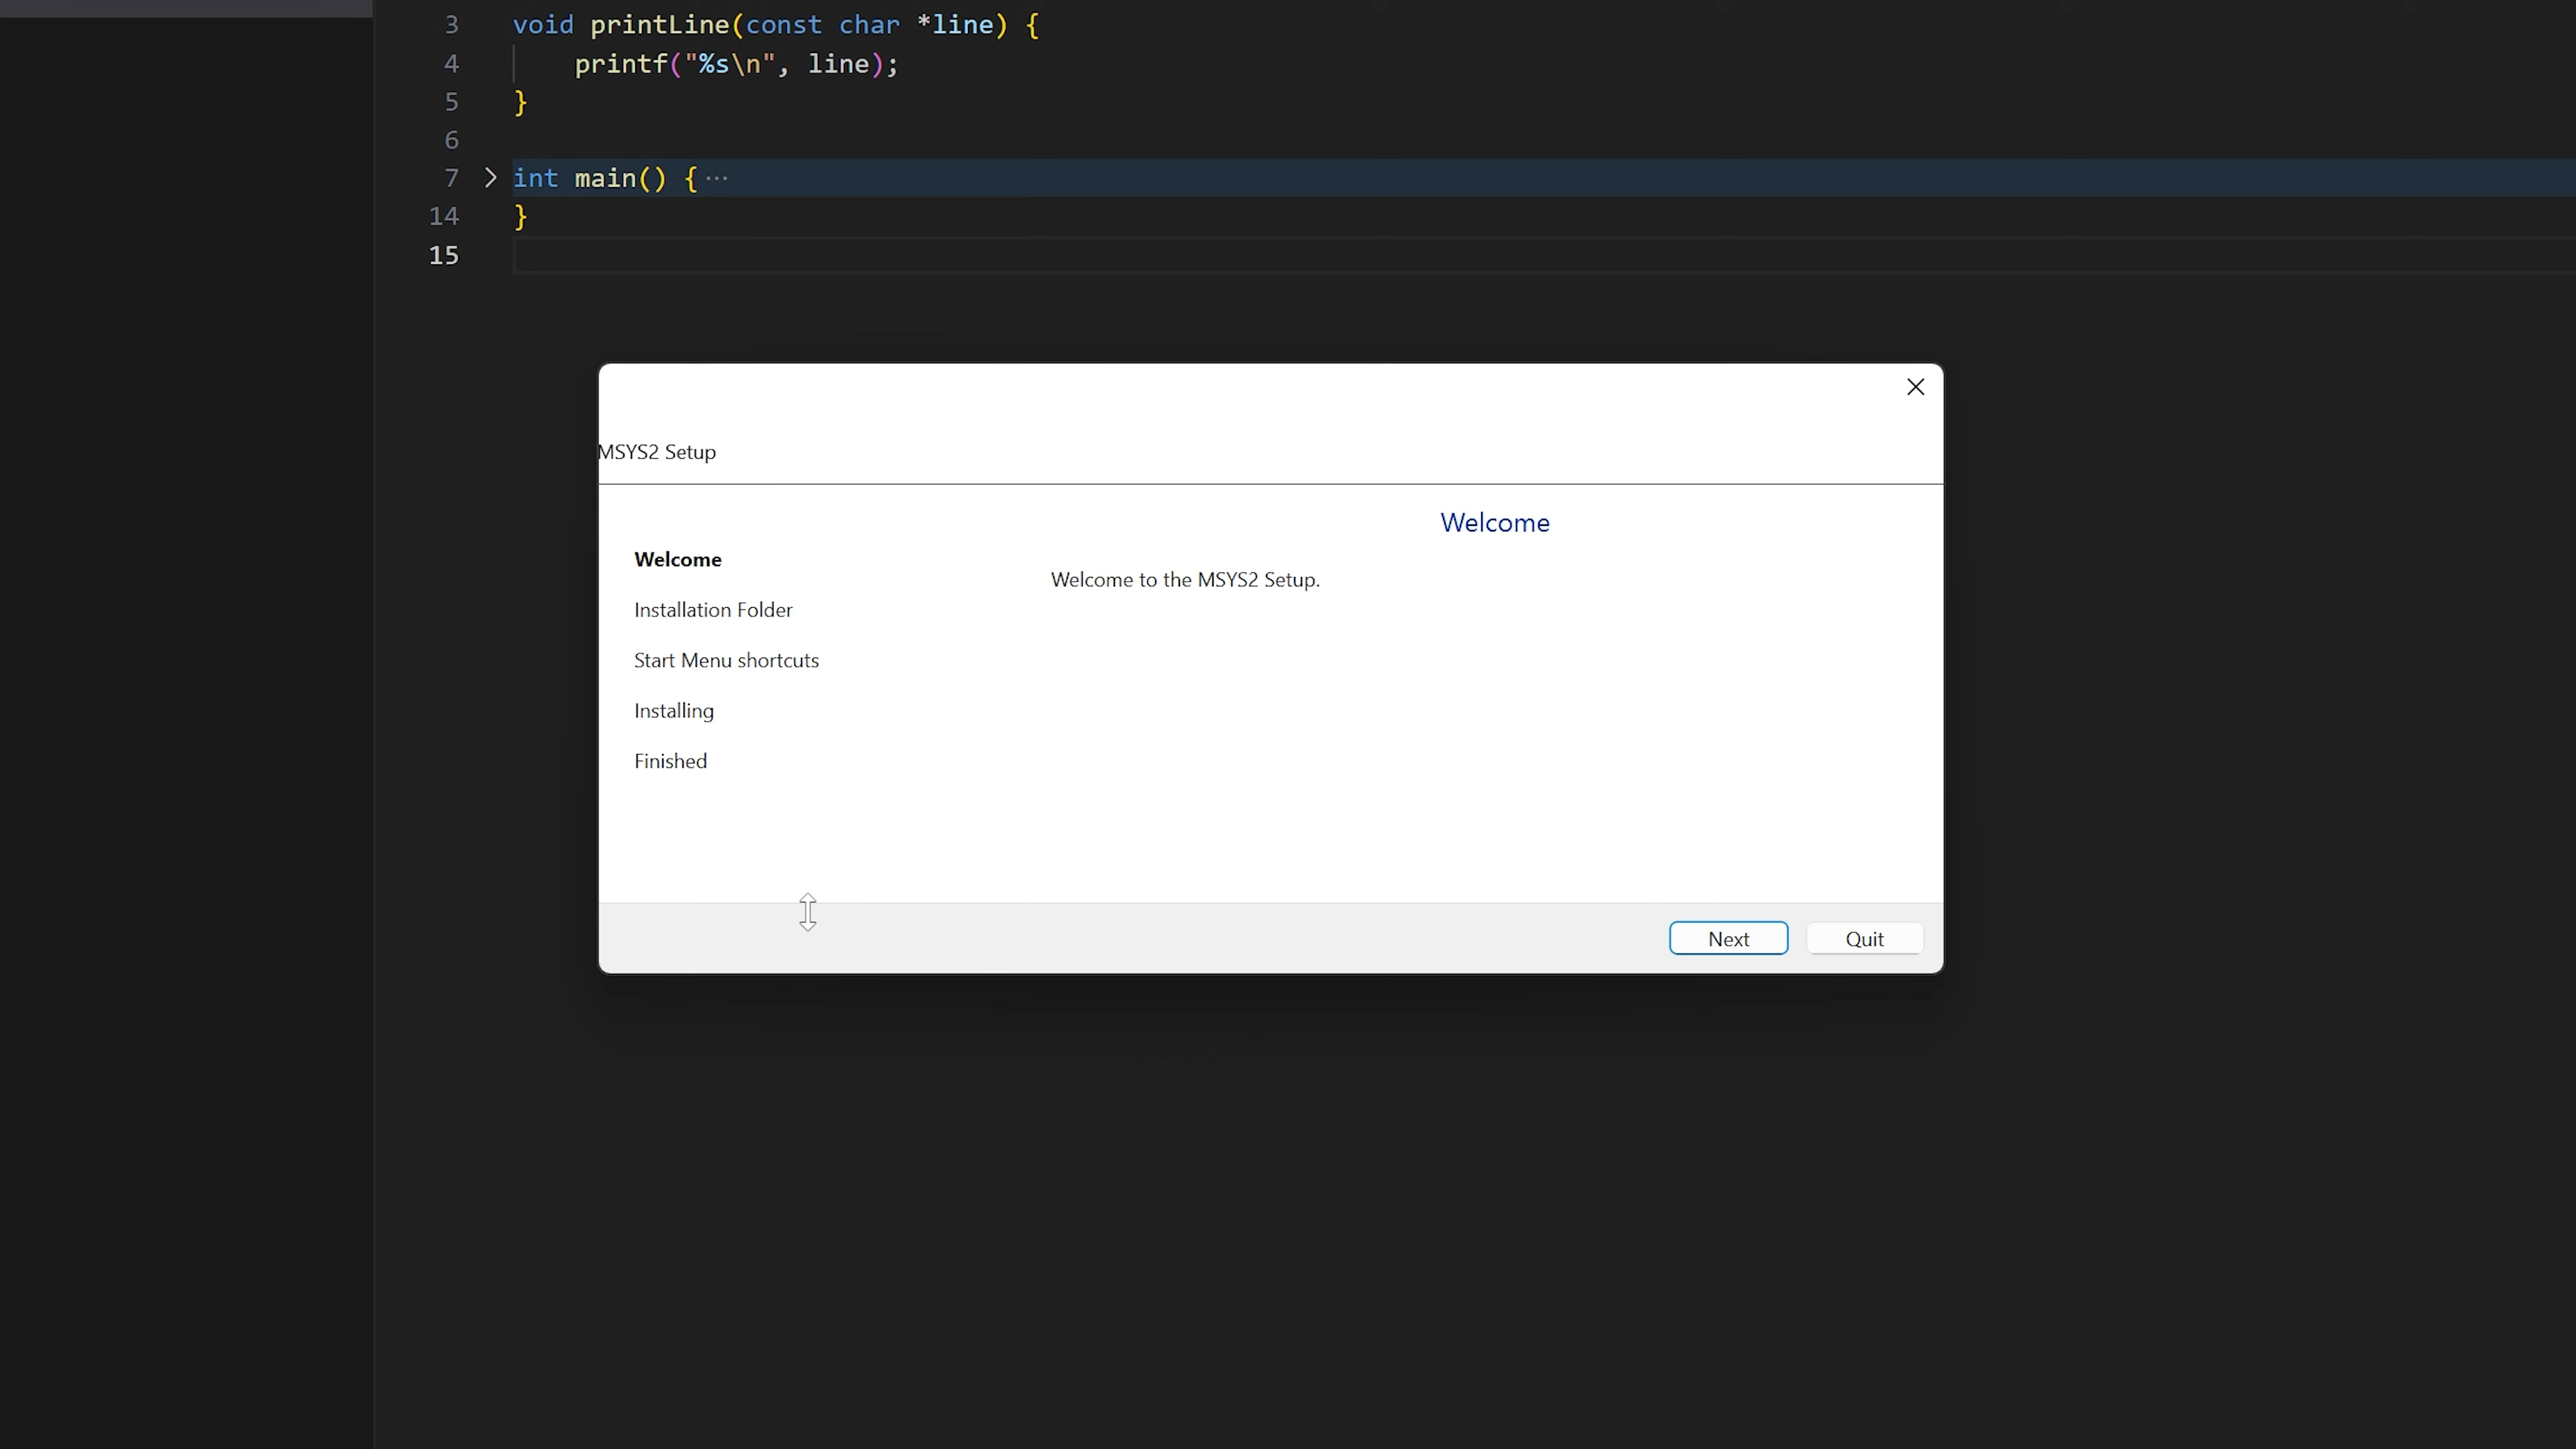 3 void printLine(const char *line) {
4 printf("%s\n", line);
5 }
6
7 int main() { ···
14 }
15
MSYS2 Setup
Welcome
Welcome
Welcome to the MSYS2 Setup.
Installation Folder
Start Menu shortcuts
Installing
Finished
Next Quit